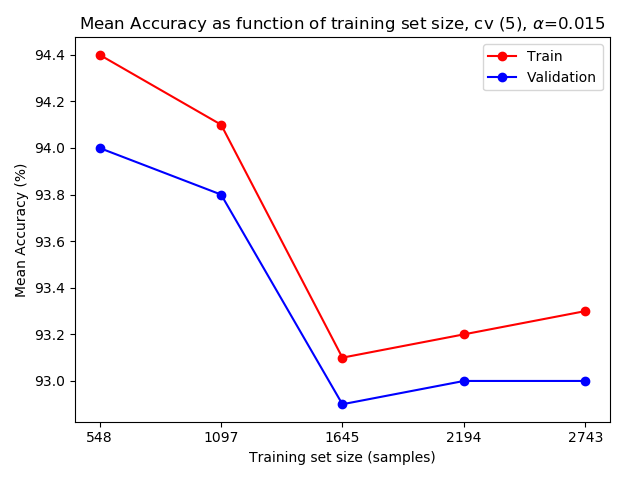 Mean Accuracy as function of training set size, cv (5), α=0.015
Train
Validation
Mean Accuracy (%)
94.4
94.2
94.0
93.8
93.6
93.4
93.2
93.0
548 1097 1645 2194 2743
Training set size (samples)